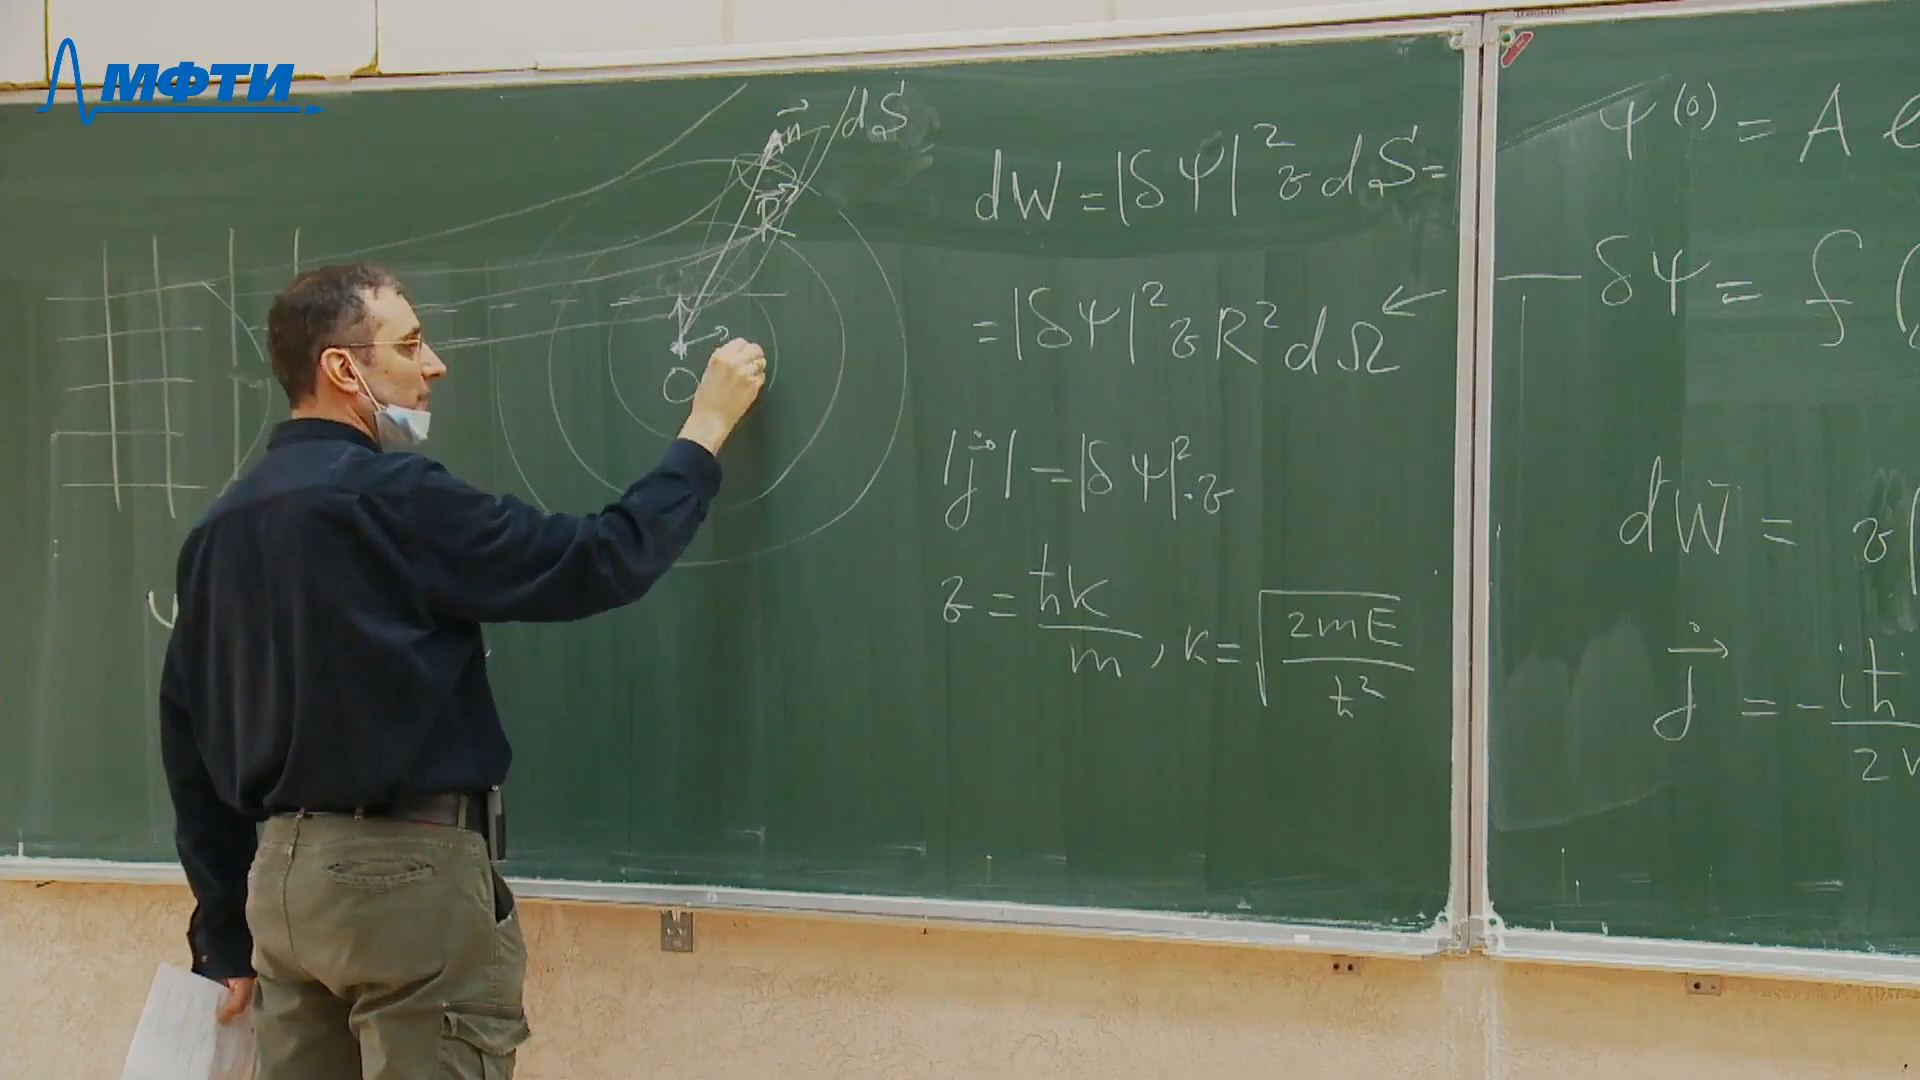 МФТИ
dS⃗
n⃗
R⃗
O
dW = |δΨ|² v dS =
= |δΨ|² v R² dΩ
|j⃗| = |δΨ|² · v
v = ħk/m, k = √(2mE/ħ²)
Ψ⁽⁰⁾ = A e
δΨ = f (
dW = v |
j⃗ = - iħ/2